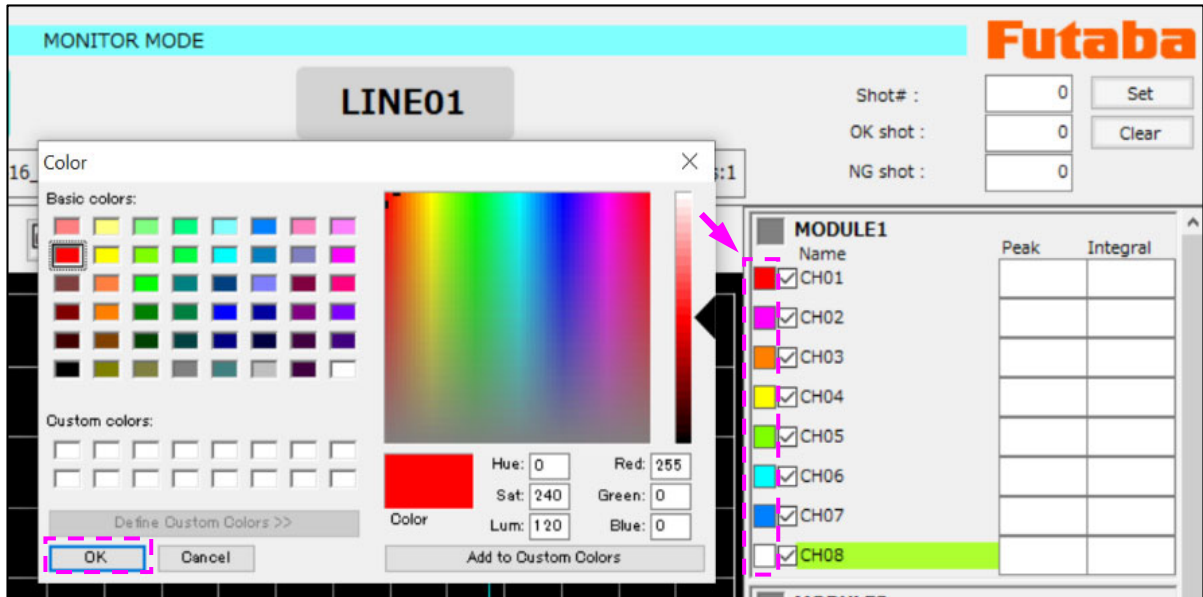 MONITOR MODE
Futaba
LINE01
Shot# : 0 Set
OK shot : 0 Clear
NG shot : 0
16_
s:1
Color
Basic colors:
Custom colors:
Define Custom Colors >>
OK Cancel
Color
Hue: 0 Red: 255
Sat: 240 Green: 0
Lum: 120 Blue: 0
Add to Custom Colors
MODULE1
Name Peak Integral
CH01
CH02
CH03
CH04
CH05
CH06
CH07
CH08